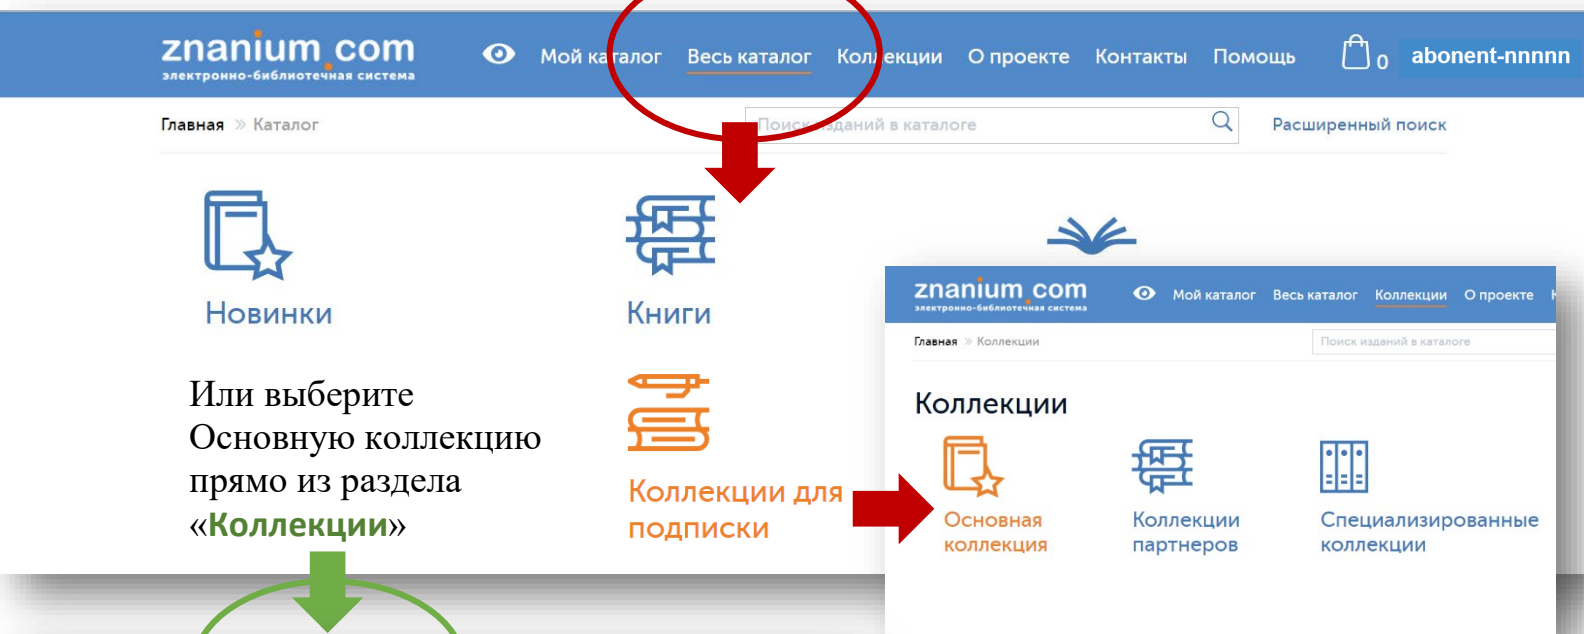 znanium.com
электронно-библиотечная система
Мой каталог Весь каталог Коллекции О проекте Контакты Помощь 0 abonent-nnnnn
Главная » Каталог
Поиск изданий в каталоге
Расширенный поиск
Новинки
Книги
Или выберите
Основную коллекцию
прямо из раздела
«Коллекции»
Коллекции для
подписки
znanium.com
электронно-библиотечная система
Мой каталог Весь каталог Коллекции О проекте
Главная » Коллекции
Поиск изданий в каталоге
Коллекции
Основная
коллекция
Коллекции
партнеров
Специализированные
коллекции